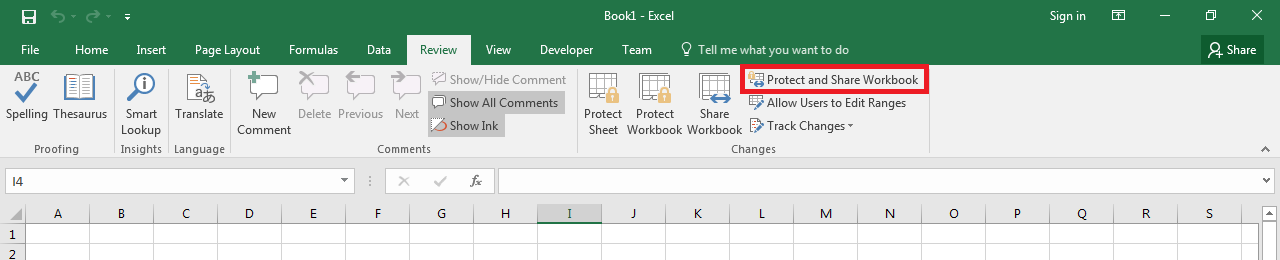 Book1 - Excel
Sign in
File Home Insert Page Layout Formulas Data Review View Developer Team Tell me what you want to do Share
ABC
Spelling Thesaurus
Proofing
Smart
Lookup
Insights
Translate
Language
New
Comment
Delete Previous Next
Show/Hide Comment
Show All Comments
Show Ink
Comments
Protect
Sheet
Protect
Workbook
Share
Workbook
Protect and Share Workbook
Allow Users to Edit Ranges
Track Changes
Changes
I4
fx
A B C D E F G H I J K L M N O P Q R S
1
2